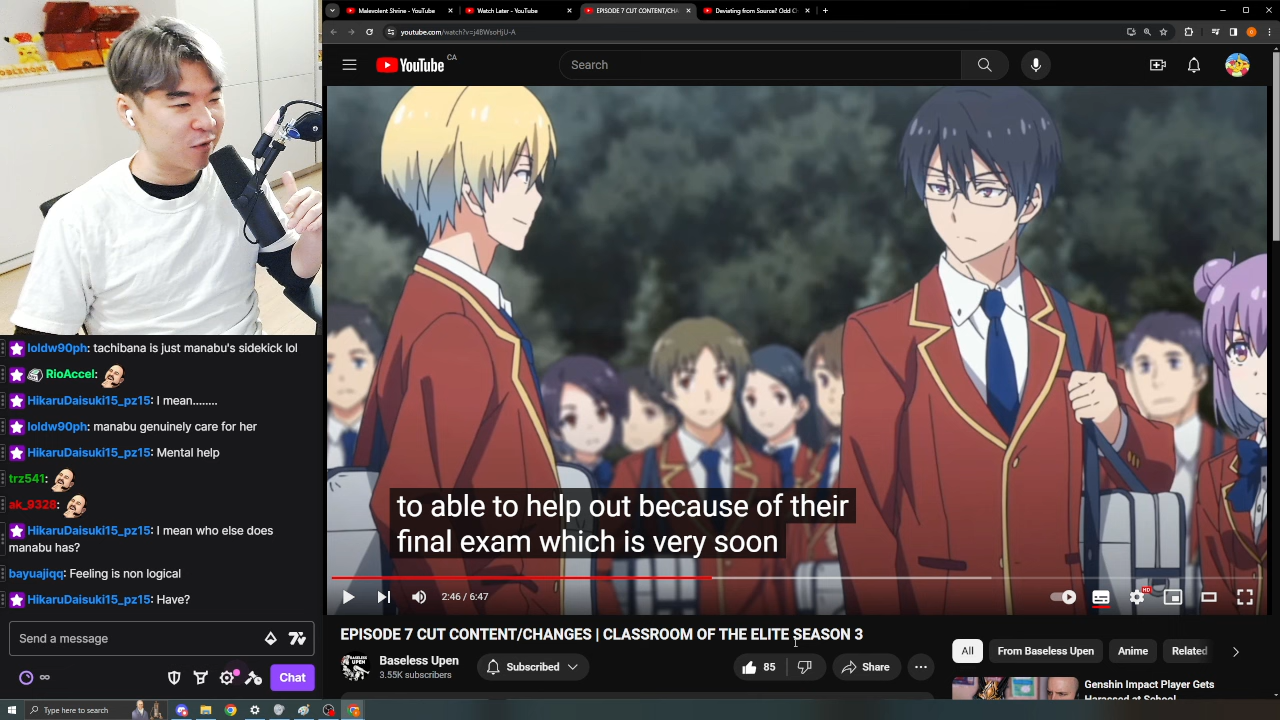 Malevolent Shrine - YouTube
Watch Later - YouTube
EPISODE 7 CUT CONTENT/CHA
Deviating from Source? Odd C
youtube.com/watch?v=j48WsoHjU-A
YouTube CA
Search
to able to help out because of their
final exam which is very soon
2:46 / 6:47
HD
EPISODE 7 CUT CONTENT/CHANGES | CLASSROOM OF THE ELITE SEASON 3
Baseless Upen
3.55K subscribers
Subscribed
85
Share
All
From Baseless Upen
Anime
Related
Genshin Impact Player Gets
Harassed at School
loldw90ph: tachibana is just manabu's sidekick lol
RioAccel:
HikaruDaisuki15_pz15: I mean........
loldw90ph: manabu genuinely care for her
HikaruDaisuki15_pz15: Mental help
trz541:
ak_9328:
HikaruDaisuki15_pz15: I mean who else does
manabu has?
bayuajiqq: Feeling is non logical
HikaruDaisuki15_pz15: Have?
Send a message
Chat
Type here to search